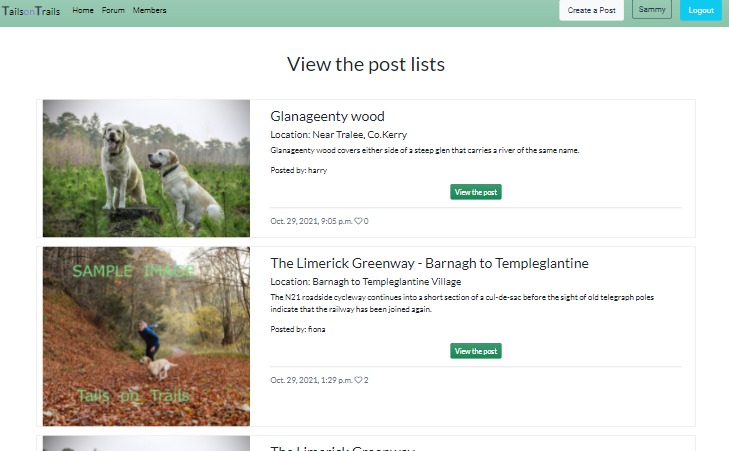 TailsonTrails Home Forum Members Create a Post Sammy Logout
View the post lists
Glanageenty wood
Location: Near Tralee, Co.Kerry
Glanageenty wood covers either side of a steep glen that carries a river of the same name.
Posted by: harry
View the post
Oct. 29, 2021, 9:05 p.m. 0
SAMPLE IMAGE
Tails on Trails
The Limerick Greenway - Barnagh to Templeglantine
Location: Barnagh to Templeglantine Village
The N21 roadside cycleway continues into a short section of a cul-de-sac before the sight of old telegraph poles
indicate that the railway has been joined again.
Posted by: fiona
View the post
Oct. 29, 2021, 1:29 p.m. 2
The Limerick Greenway